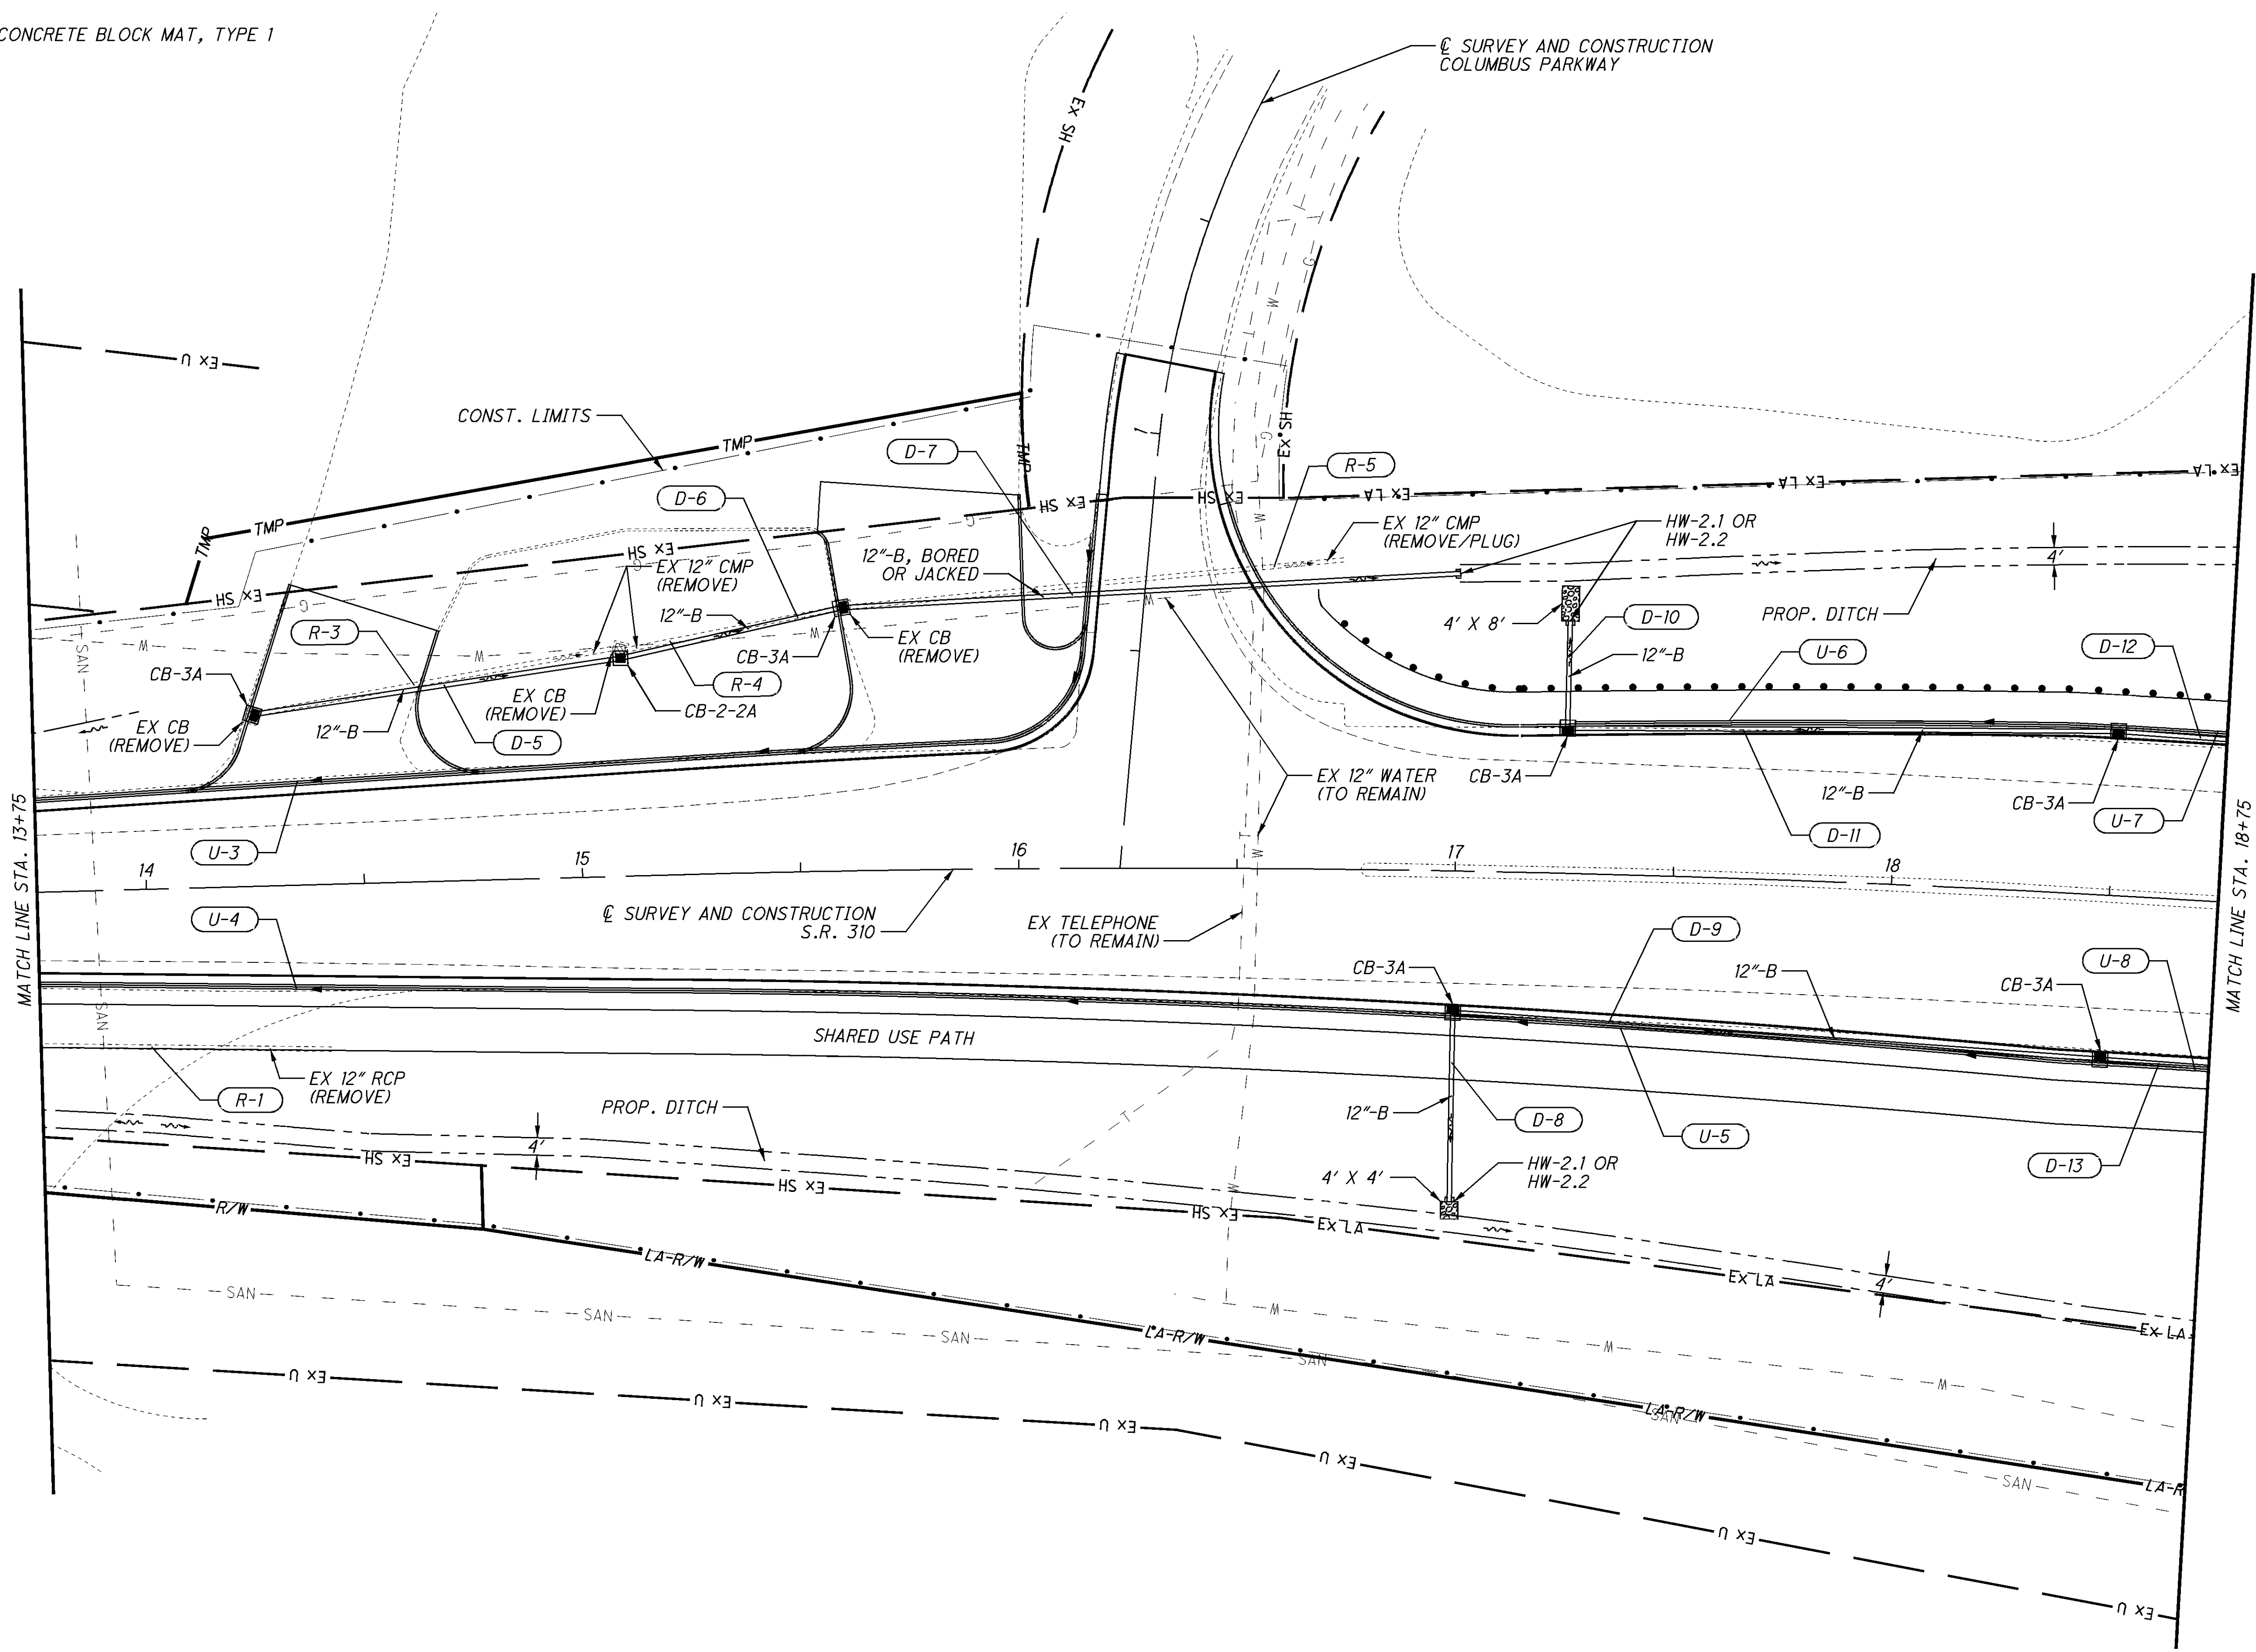 CONCRETE BLOCK MAT, TYPE 1
℄ SURVEY AND CONSTRUCTION
COLUMBUS PARKWAY
Ex SH
Ex U
CONST. LIMITS
TMP
TMP
TMP
TMP
D-7
D-6
R-5
1
T
G
W
T
G
W
Ex SH
Ex SH
Ex SH
Ex LA
Ex LA
Ex LA
EX 12" CMP
(REMOVE/PLUG)
HW-2.1 OR
HW-2.2
4'
12"-B, BORED
OR JACKED
Ex SH
EX 12" CMP
(REMOVE)
Ex SH
G
G
12"-B
R-3
SAN
W
W
W
W
CB-3A
EX CB
(REMOVE)
CB-3A
R-4
EX CB
(REMOVE)
CB-2-2A
EX CB
(REMOVE)
12"-B
D-5
4' X 8'
D-10
PROP. DITCH
12"-B
U-6
D-12
EX 12" WATER
(TO REMAIN)
CB-3A
12"-B
CB-3A
U-7
D-11
U-3
MATCH LINE STA. 13+75
MATCH LINE STA. 18+75
14
15
16
17
18
T
W
℄ SURVEY AND CONSTRUCTION
S.R. 310
EX TELEPHONE
(TO REMAIN)
U-4
D-9
CB-3A
12"-B
CB-3A
U-8
SAN
SHARED USE PATH
EX 12" RCP
(REMOVE)
R-1
PROP. DITCH
T
12"-B
D-8
U-5
D-13
4'
4' X 4'
HW-2.1 OR
HW-2.2
Ex SH
Ex SH
Ex SH
W
Ex LA
Ex LA
Ex LA
4'
R/W
LA-R/W
LA-R/W
LA-R/W
LA-R
SAN
SAN
SAN
SAN
SAN
SAN
W
W
W
Ex U
Ex U
Ex U
Ex U
Ex U
Ex U